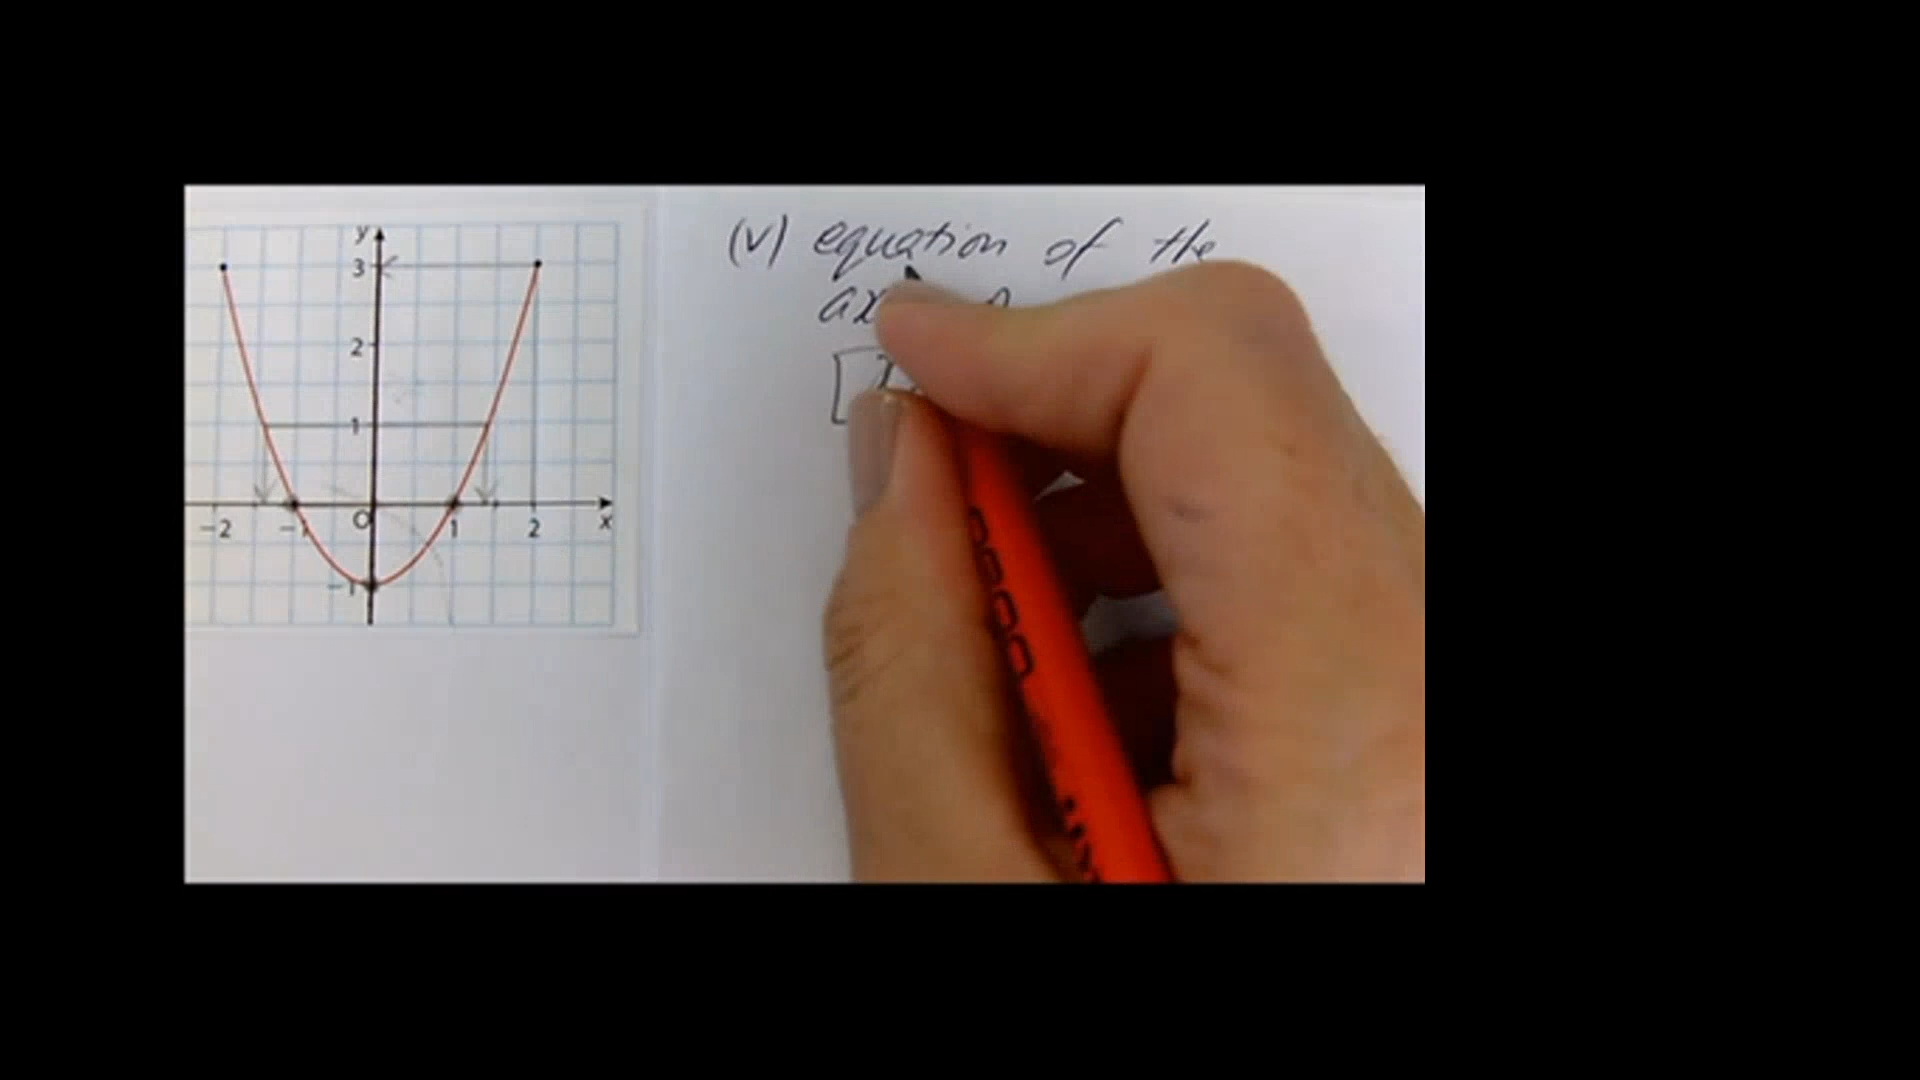 y
3
(v) equation of the
2
1
-2 -1 O 1 2 x
-1